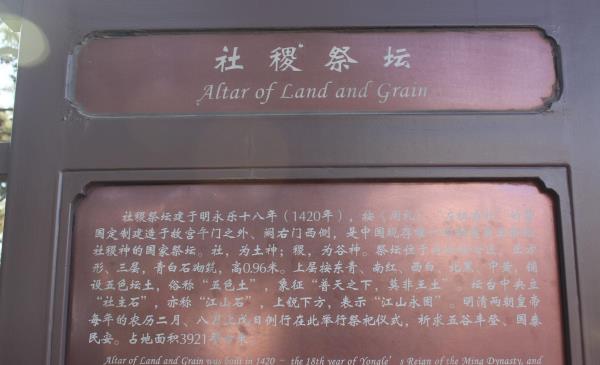 社稷祭坛
Altar of Land and Grain
社稷祭坛建于明永乐十八年（1420年），按《周礼》
国定制建造于故宫午门之外、阙右门西侧，是中国现存
社稷神的国家祭坛。社，为土神；稷，为谷神。祭坛位于
形、三层，青白石砌筑，高0.96米。上层按东青、南红、西白、北黑、中黄，铺
设五色坛土，俗称“五色土”，象征“普天之下，莫非王土”。坛台中央立
“社主石”，亦称“江山石”，上锐下方，表示“江山永固”。明清两朝皇帝
每年的农历二月、八月上戊日例行在此举行祭祀仪式，祈求五谷丰登、国泰
民安。占地面积3921平方米。
Altar of Land and Grain was built in 1420 - the 18th year of Yongle's Reign of the Ming Dynasty, and